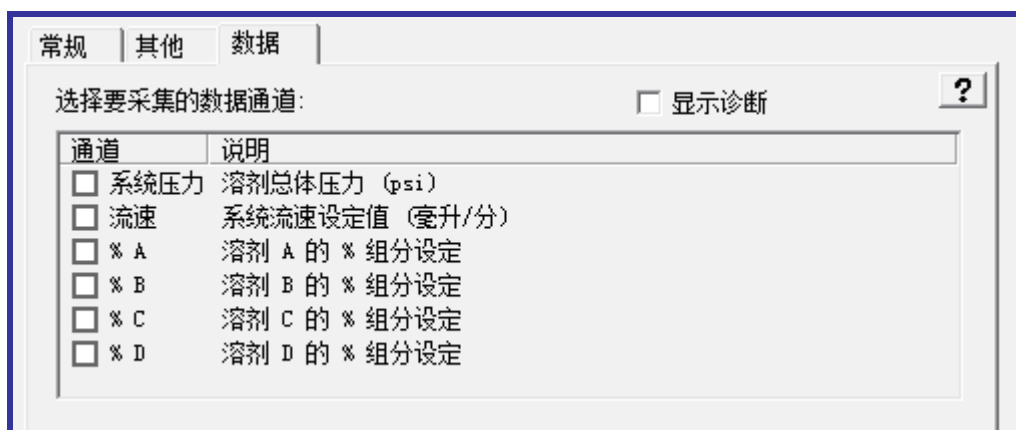 常规 其他 数据
选择要采集的数据通道: 显示诊断 ?
通道 说明
系统压力 溶剂总体压力 (psi)
流速 系统流速设定值 (毫升/分)
% A 溶剂 A 的 % 组分设定
% B 溶剂 B 的 % 组分设定
% C 溶剂 C 的 % 组分设定
% D 溶剂 D 的 % 组分设定